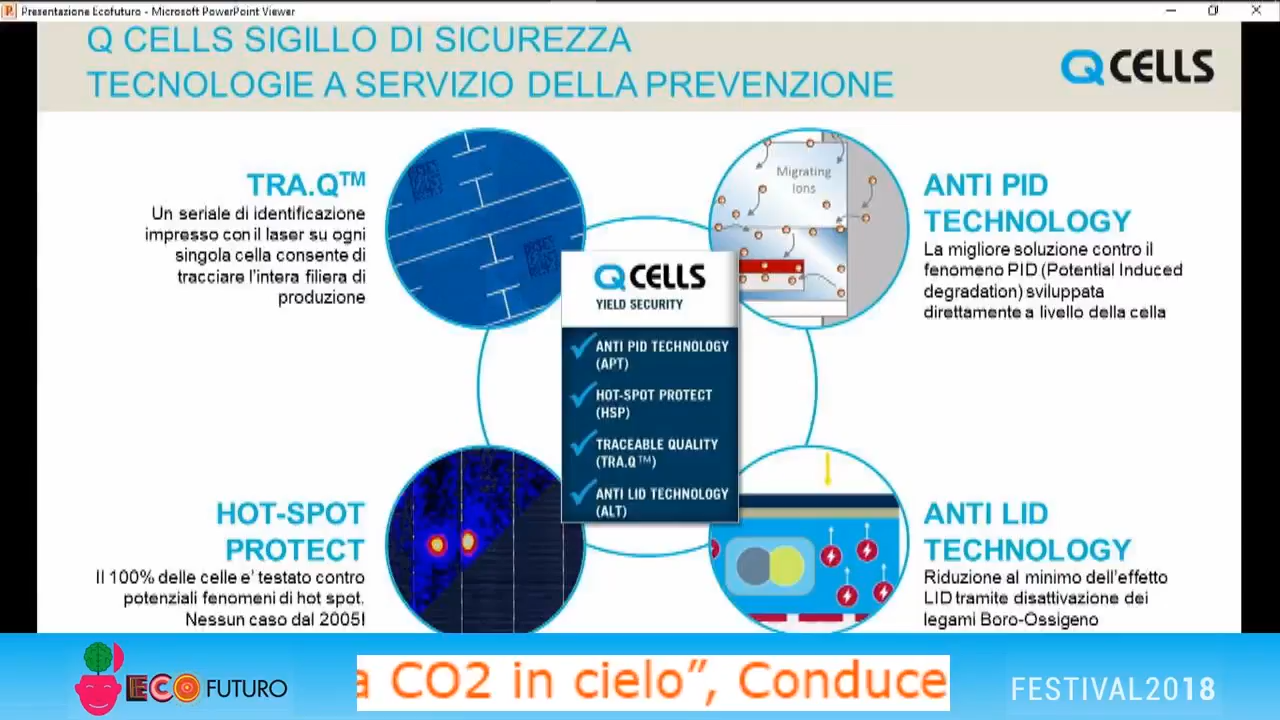 Presentazione Ecofuturo - Microsoft PowerPoint Viewer
Q CELLS SIGILLO DI SICUREZZA
TECNOLOGIE A SERVIZIO DELLA PREVENZIONE
Q CELLS
TRA.Q™
Un seriale di identificazione
impresso con il laser su ogni
singola cella consente di
tracciare l'intera filiera di
produzione
Migrating
Ions
ANTI PID
TECHNOLOGY
La migliore soluzione contro il
fenomeno PID (Potential Induced
degradation) sviluppata
direttamente a livello della cella
Q CELLS
YIELD SECURITY
ANTI PID TECHNOLOGY
(APT)
HOT-SPOT PROTECT
(HSP)
TRACEABLE QUALITY
(TRA.Q™)
ANTI LID TECHNOLOGY
(ALT)
HOT-SPOT
PROTECT
Il 100% delle celle e' testato contro
potenziali fenomeni di hot spot.
Nessun caso dal 2005!
ANTI LID
TECHNOLOGY
Riduzione al minimo dell'effetto
LID tramite disattivazione dei
legami Boro-Ossigeno
ECO FUTURO
a CO2 in cielo”, Conduce
FESTIVAL2018